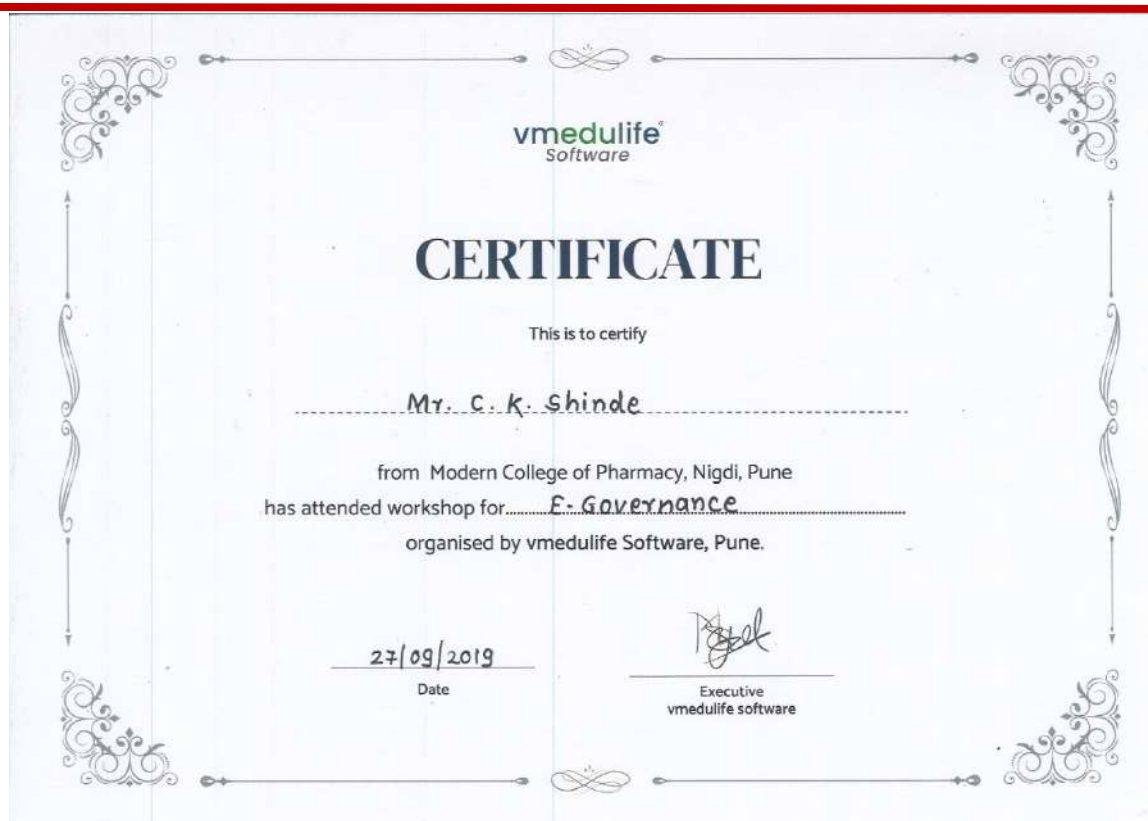 vmedulife
Software
CERTIFICATE
This is to certify
Mr. C. K. Shinde
from Modern College of Pharmacy, Nigdi, Pune
has attended workshop for E-Governance
organised by vmedulife Software, Pune.
27/09/2019
Date
Executive
vmedulife software